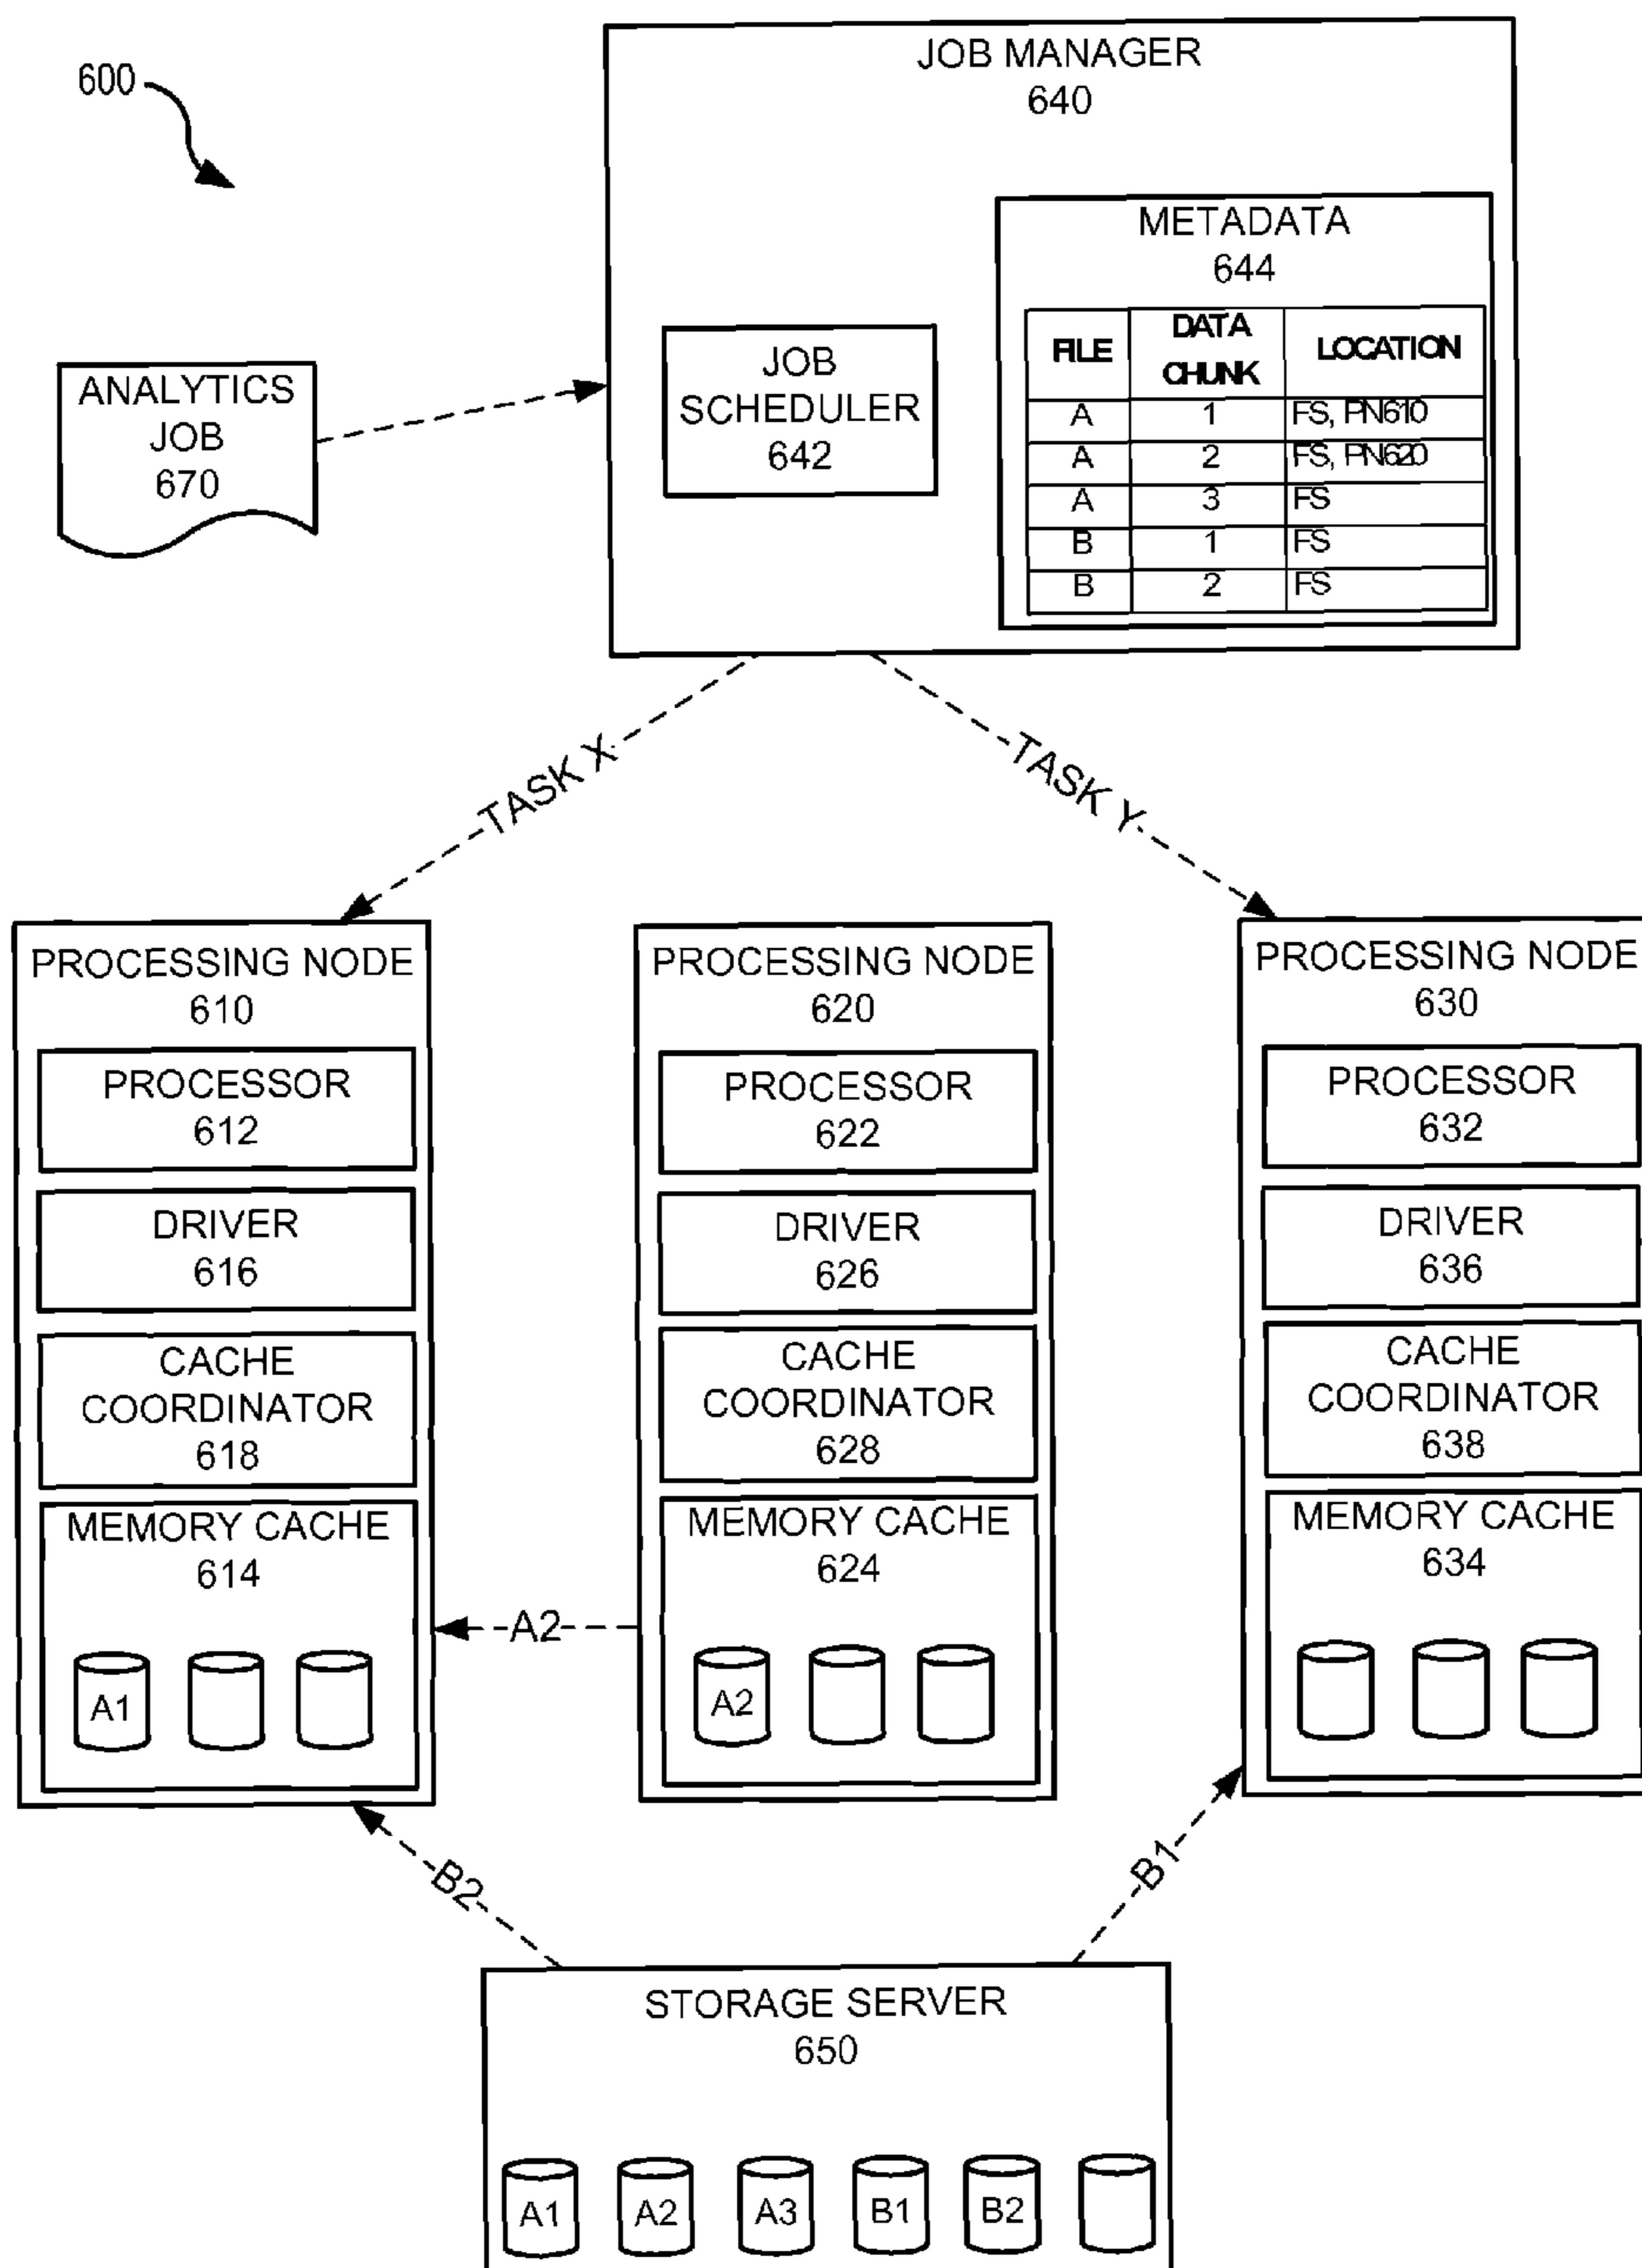 600
JOB MANAGER
640
METADATA
644
FILE DATA CHUNK LOCATION
A 1 FS, PN610
A 2 FS, PN620
A 3 FS
B 1 FS
B 2 FS
JOB
SCHEDULER
642
ANALYTICS
JOB
670
TASK X
TASK Y
PROCESSING NODE
610
PROCESSOR
612
DRIVER
616
CACHE
COORDINATOR
618
MEMORY CACHE
614
A1
A2
PROCESSING NODE
620
PROCESSOR
622
DRIVER
626
CACHE
COORDINATOR
628
MEMORY CACHE
624
A2
PROCESSING NODE
630
PROCESSOR
632
DRIVER
636
CACHE
COORDINATOR
638
MEMORY CACHE
634
B2
B1
STORAGE SERVER
650
A1 A2 A3 B1 B2